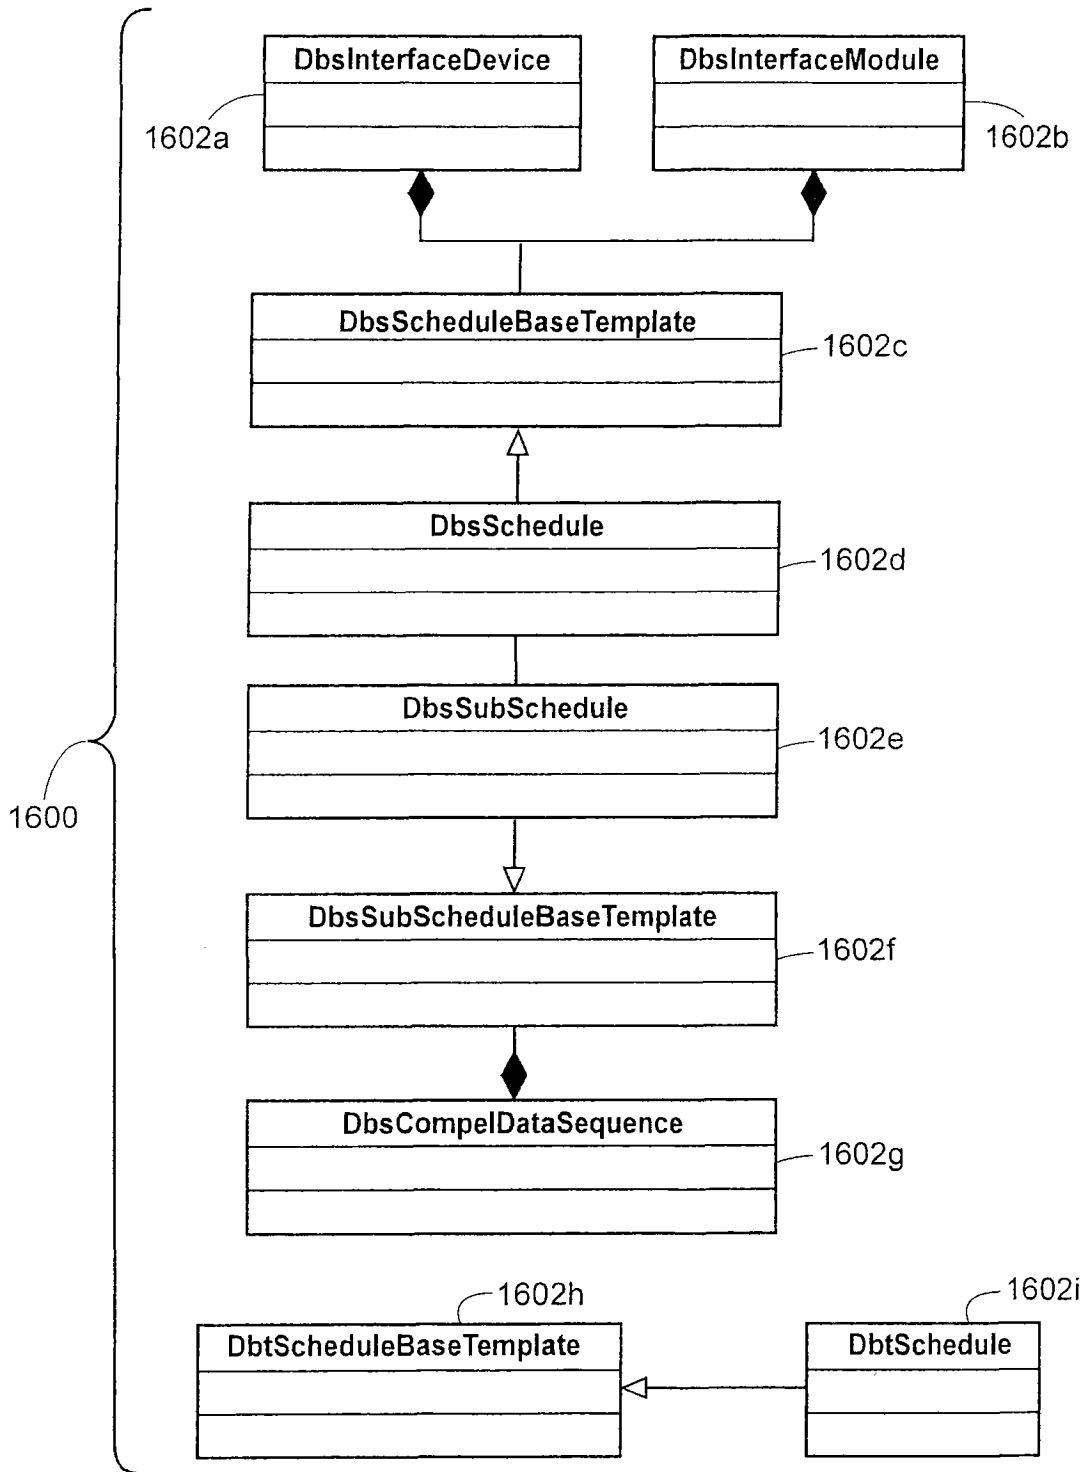 DbsInterfaceDevice
DbsInterfaceModule
1602a
1602b
DbsScheduleBaseTemplate
1602c
DbsSchedule
1602d
DbsSubSchedule
1602e
1600
DbsSubScheduleBaseTemplate
1602f
DbsCompelDataSequence
1602g
1602h
1602i
DbtScheduleBaseTemplate
DbtSchedule